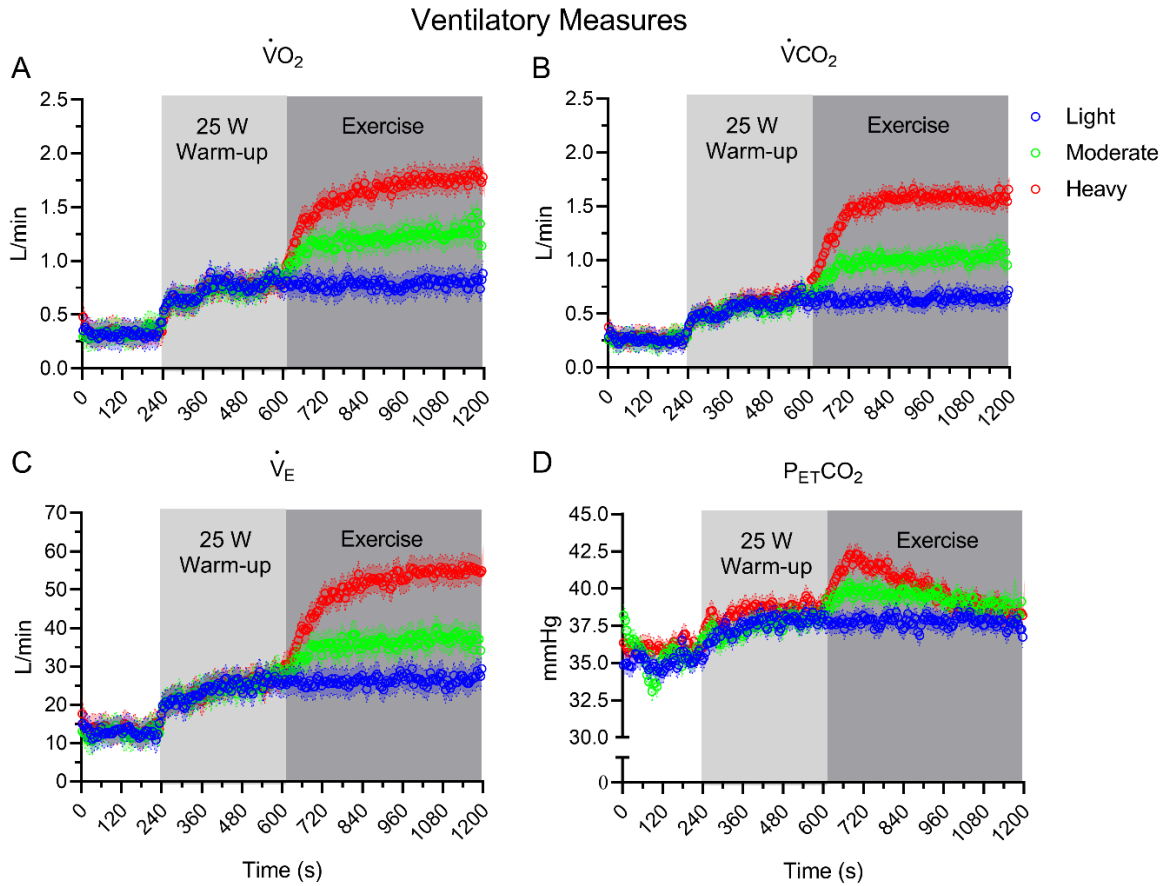 Ventilatory Measures
A
V̇O₂
L/min
2.5
2.0
1.5
1.0
0.5
0.0
25 W
Warm-up
Exercise
0 120 240 360 480 600 720 840 960 1080 1200
B
V̇CO₂
L/min
2.5
2.0
1.5
1.0
0.5
0.0
25 W
Warm-up
Exercise
0 120 240 360 480 600 720 840 960 1080 1200
Light
Moderate
Heavy
C
V̇E
L/min
70
60
50
40
30
20
10
0
25 W
Warm-up
Exercise
0 120 240 360 480 600 720 840 960 1080 1200
Time (s)
D
PETCO₂
mmHg
45.0
42.5
40.0
37.5
35.0
32.5
30.0
0
25 W
Warm-up
Exercise
0 120 240 360 480 600 720 840 960 1080 1200
Time (s)